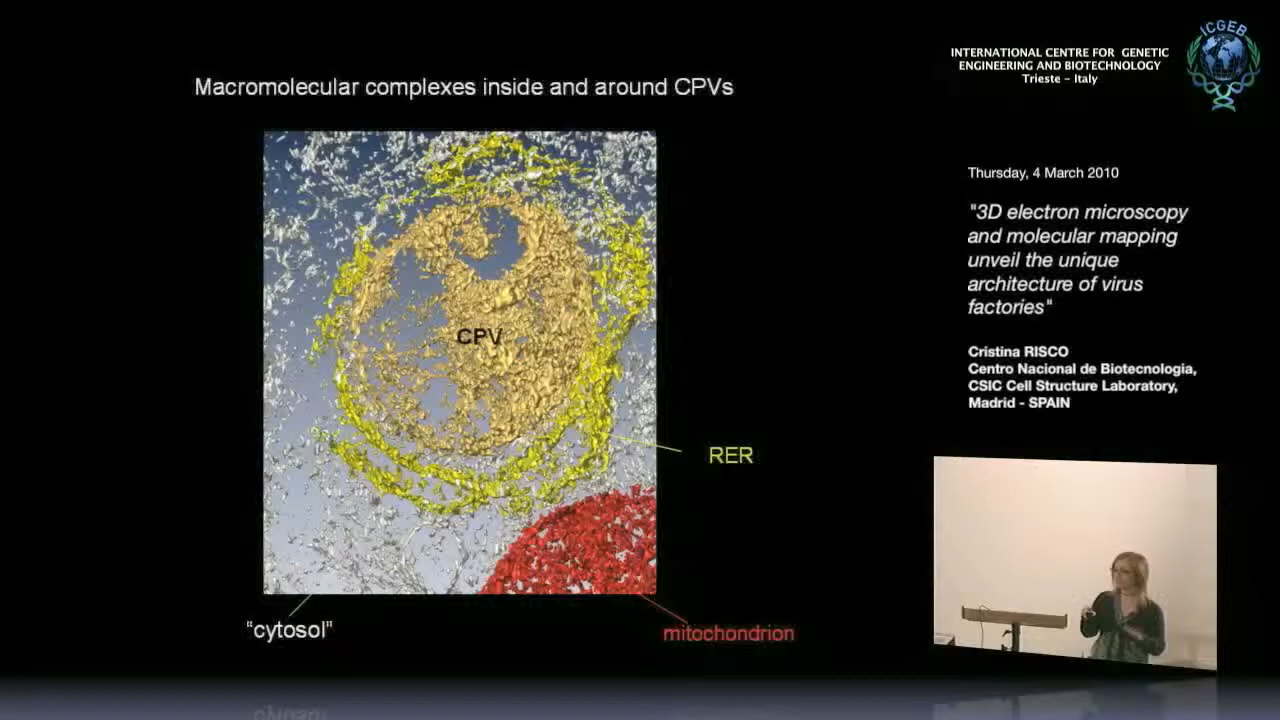 ICGEB
INTERNATIONAL CENTRE FOR GENETIC
ENGINEERING AND BIOTECHNOLOGY
Trieste – Italy
Macromolecular complexes inside and around CPVs
CPV
RER
"cytosol"
mitochondrion
Thursday, 4 March 2010
"3D electron microscopy
and molecular mapping
unveil the unique
architecture of virus
factories"
Cristina RISCO
Centro Nacional de Biotecnologia,
CSIC Cell Structure Laboratory,
Madrid - SPAIN